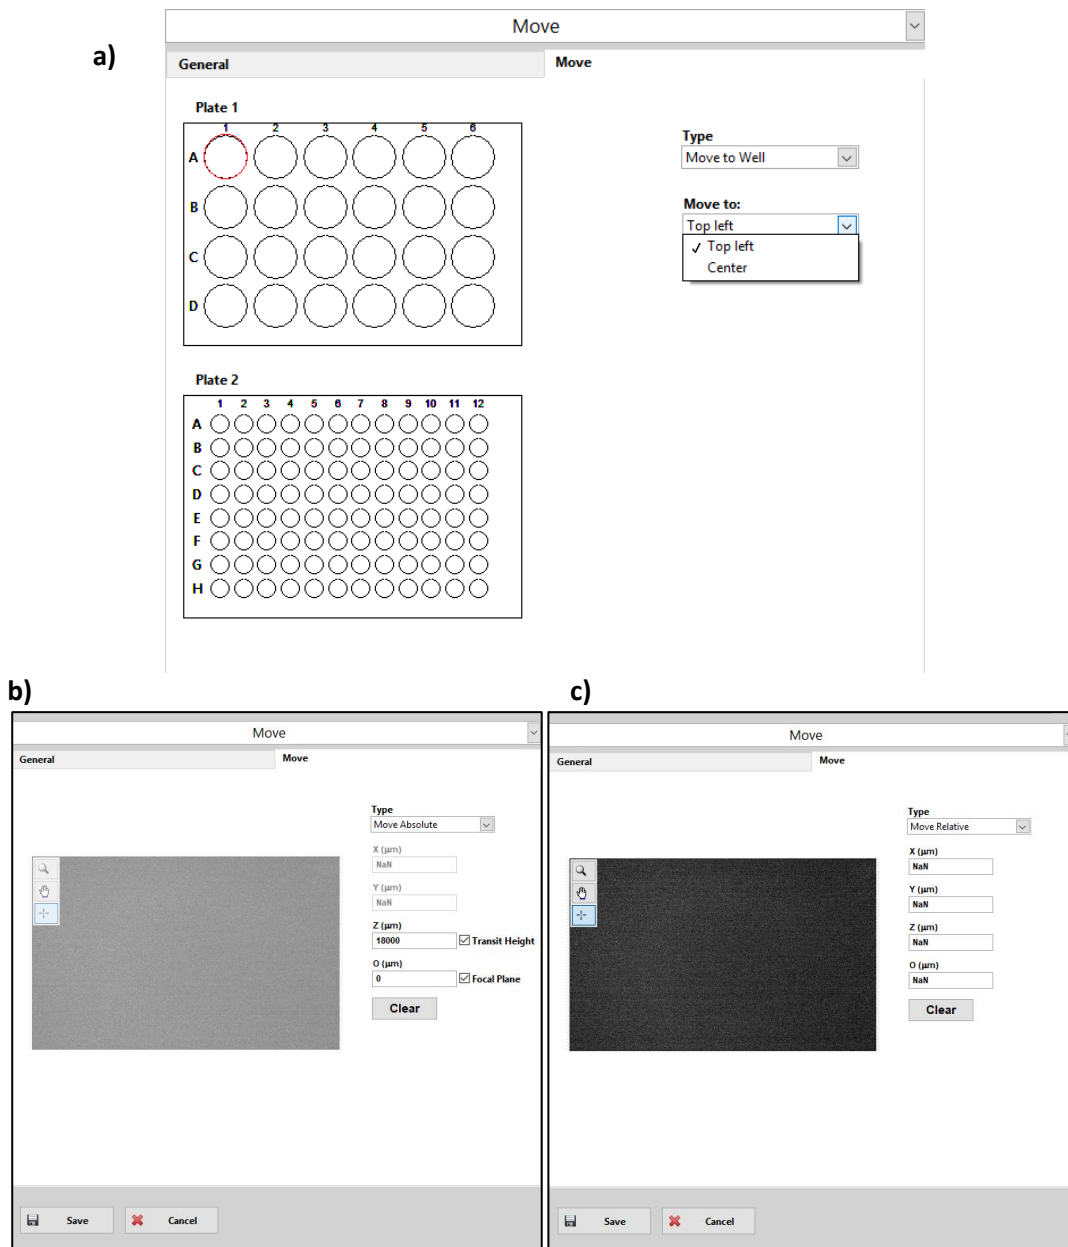 Move
a)
General
Move
Plate 1
1 2 3 4 5 6
A
B
C
D
Type
Move to Well
Move to:
Top left
✓ Top left
Center
Plate 2
1 2 3 4 5 6 7 8 9 10 11 12
A
B
C
D
E
F
G
H
b)
Move
General
Move
Type
Move Absolute
X (µm)
NaN
Y (µm)
NaN
Z (µm)
18000 Transit Height
O (µm)
0 Focal Plane
Clear
Save Cancel
c)
Move
General
Move
Type
Move Relative
X (µm)
NaN
Y (µm)
NaN
Z (µm)
NaN
O (µm)
NaN
Clear
Save Cancel